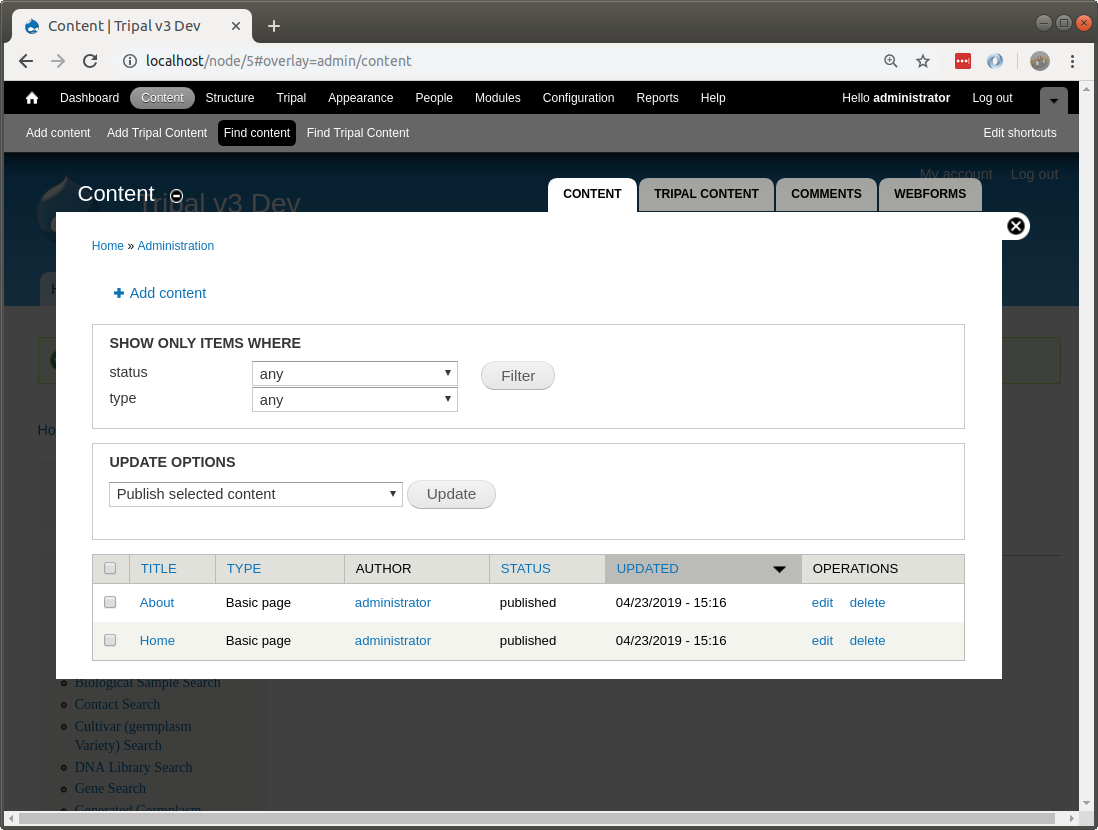 Content | Tripal v3 Dev
localhost/node/5#overlay=admin/content
Dashboard Content Structure Tripal Appearance People Modules Configuration Reports Help Hello administrator Log out
Add content Add Tripal Content Find content Find Tripal Content Edit shortcuts
My account Log out
Content Tripal v3 Dev CONTENT TRIPAL CONTENT COMMENTS WEBFORMS
Home » Administration
Add content
SHOW ONLY ITEMS WHERE
status any Filter
type any
Ho
UPDATE OPTIONS
Publish selected content Update
TITLE TYPE AUTHOR STATUS UPDATED OPERATIONS
About Basic page administrator published 04/23/2019 - 15:16 edit delete
Home Basic page administrator published 04/23/2019 - 15:16 edit delete
Biological Sample Search
Contact Search
Cultivar (germplasm
Variety) Search
DNA Library Search
Gene Search
Generated Germplasm